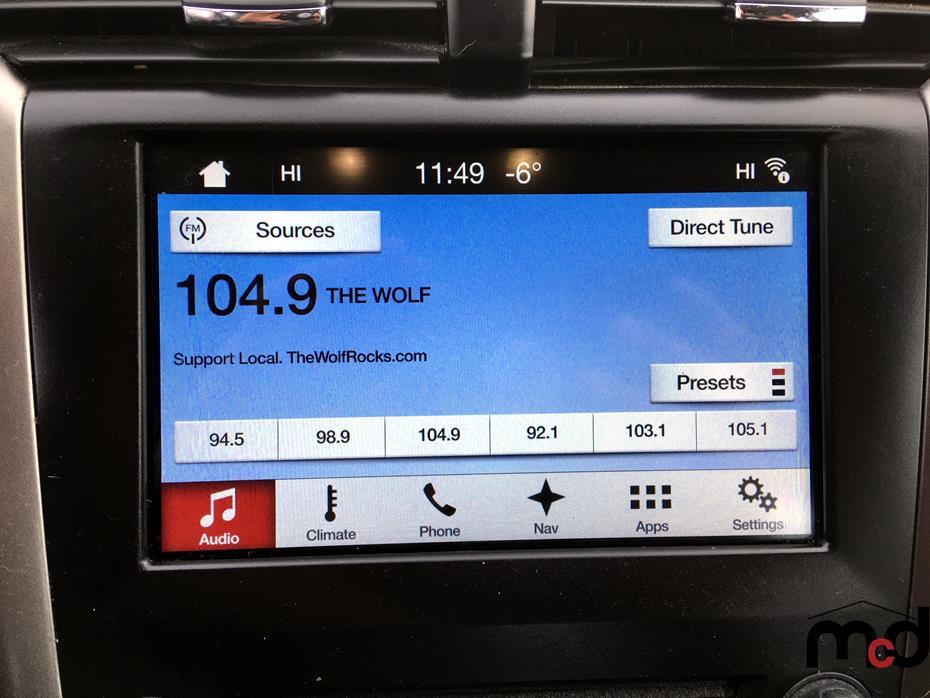 HI 11:49 -6° HI
FM Sources Direct Tune
104.9 THE WOLF
Support Local. TheWolfRocks.com
Presets
94.5 98.9 104.9 92.1 103.1 105.1
Audio Climate Phone Nav Apps Settings
mcd